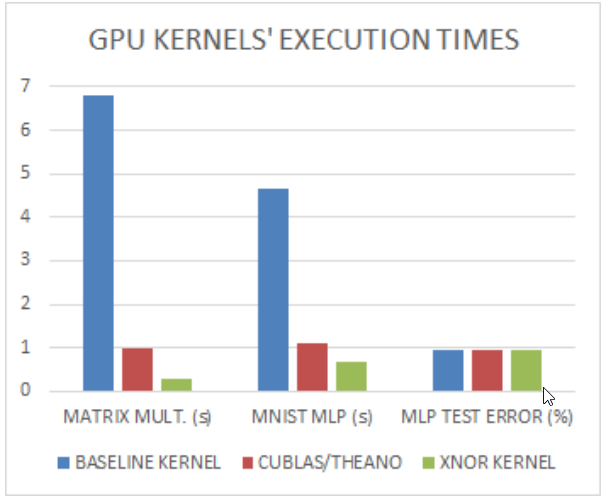 GPU KERNELS' EXECUTION TIMES
7
6
5
4
3
2
1
0
MATRIX MULT. (s) MNIST MLP (s) MLP TEST ERROR (%)
BASELINE KERNEL CUBLAS/THEANO XNOR KERNEL